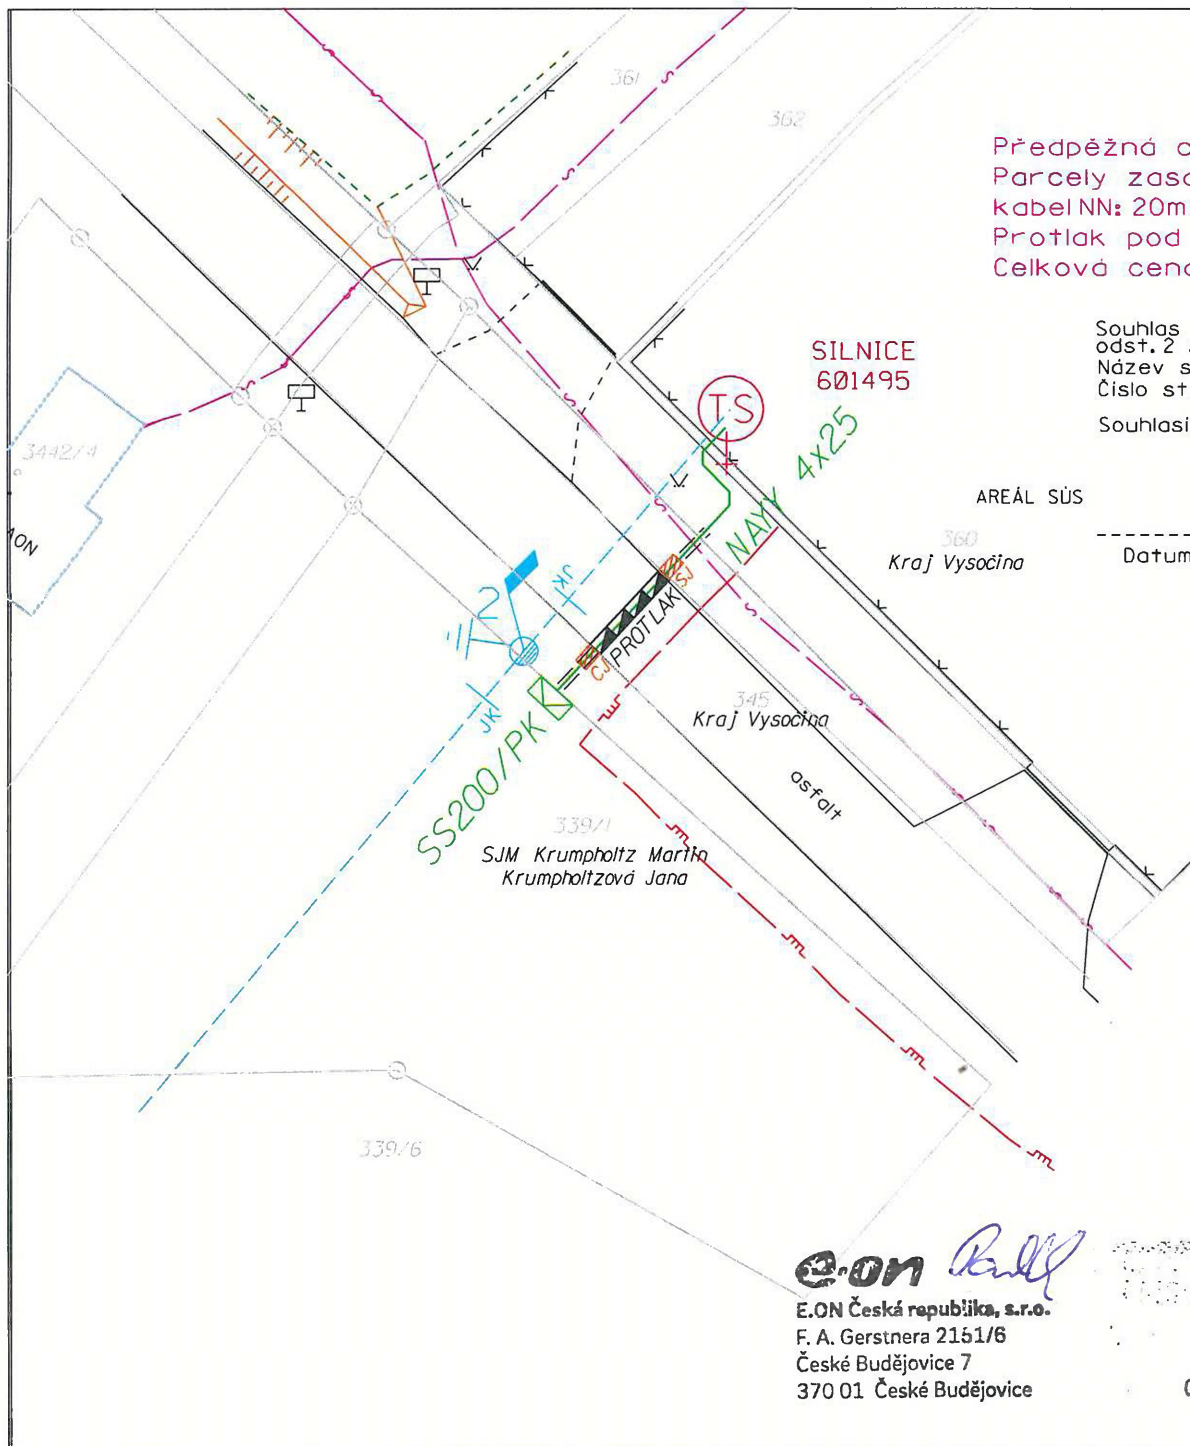 361
362
Předpěžná c
Parcely zasa
kabel NN: 20m
Protlak pod
Celková cena
SILNICE
601495
Souhlas
odst. 2
Název s
Číslo st
Souhlasi
TS
NAYY 4x25
3442/4
AREÁL SÚS
Datum
360
Kraj Vysočina
JK
2
PROTLAK
CJ
JK
SS200/PK
345
Kraj Vysočina
asfalt
339/1
SJM Krumpholtz Martin
Krumpholtzová Jana
339/6
e·on
E.ON Česká republika, s.r.o.
F. A. Gerstnera 2151/6
České Budějovice 7
370 01 České Budějovice